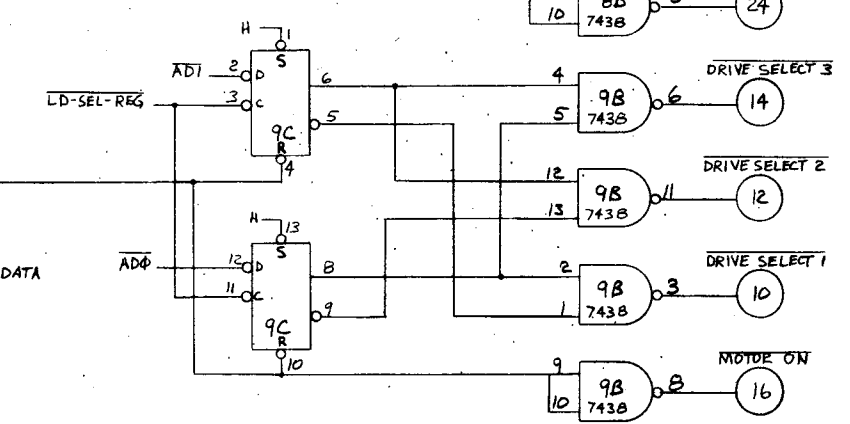 8B
7438
10
24
H
1
S
AD1
2
D
LD-SEL-REG
3
C
6
5
9C
R
4
4
5
9B
7438
6
DRIVE SELECT 3
14
12
13
9B
7438
11
DRIVE SELECT 2
12
H
13
S
DATA
ADØ
12
D
11
C
8
9
9C
R
10
2
1
9B
7438
3
DRIVE SELECT 1
10
9
10
9B
7438
8
MOTOR ON
16